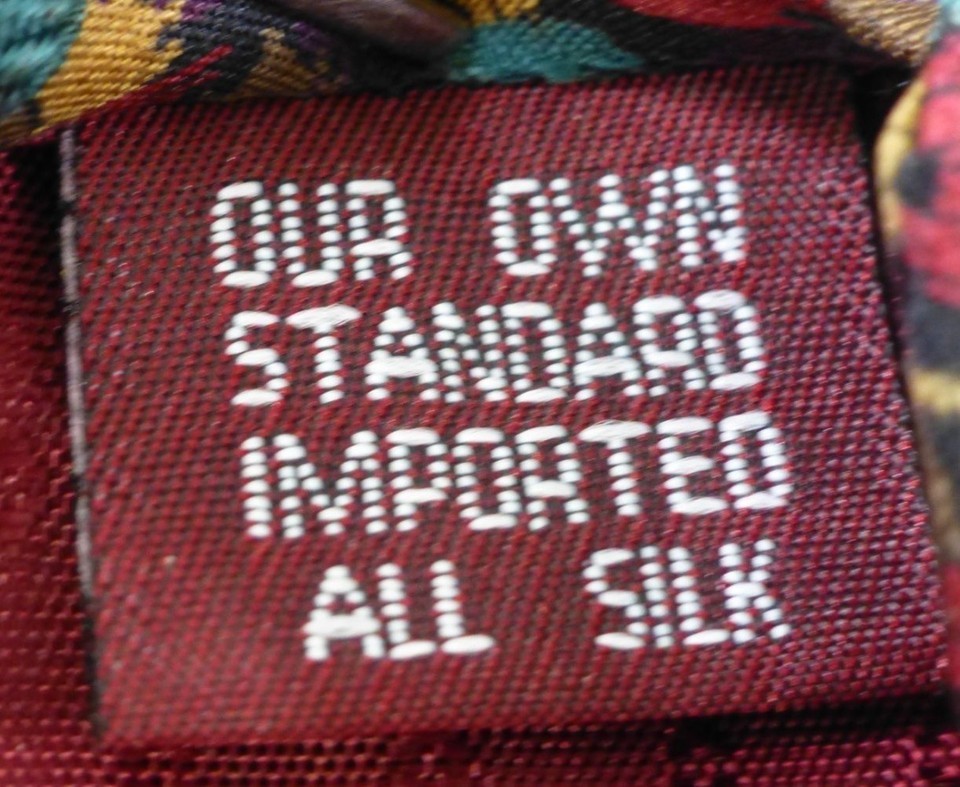 OUR OWN
STANDARD
IMPORTED
ALL SILK